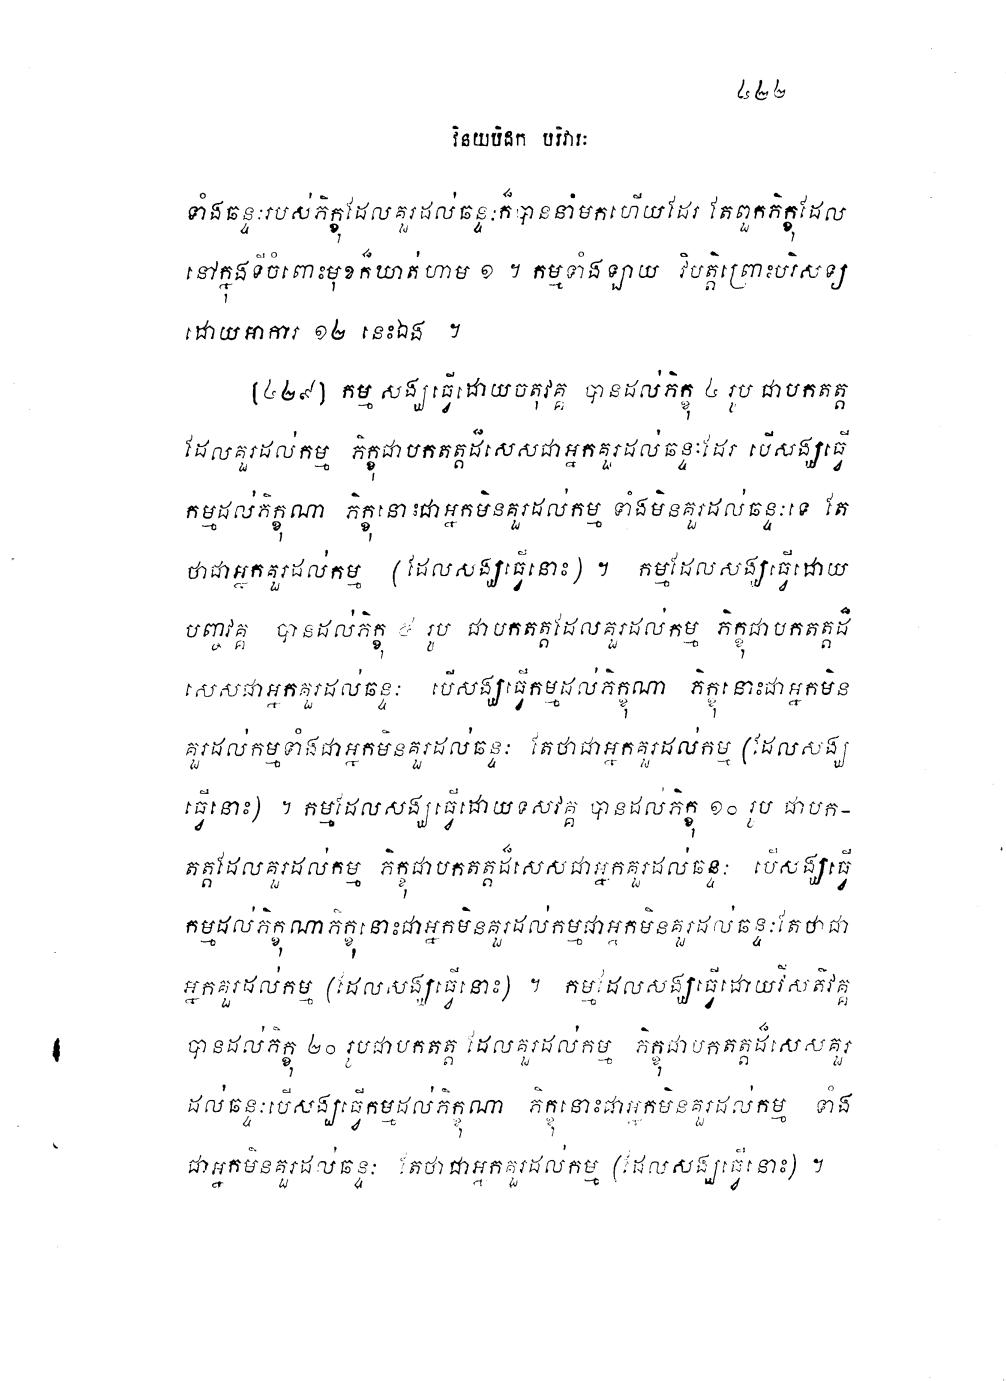 ៤២២
វិនយបិដក បរិវារៈ
ទាំងឆន្ទៈរបស់ភិក្ខុដែលគួរដល់ឆន្ទៈក៏បាននាំមកហើយដែរ តែពួកភិក្ខុដែល
នៅក្នុងទីចំពោះមុខក៏ឃាត់ហាម ១ ។ កម្មទាំងឡាយ វិបត្តិព្រោះបរិសទ្យ
ដោយអាការ ១២ នេះឯង ។
(៤២៩) កម្ម សង្ឃធ្វើដោយចតុវគ្គ បានដល់ភិក្ខុ ៤ រូប ជាបកតត្ត
ដែលគួរដល់កម្ម ភិក្ខុជាបកតត្តដ៏សេសជាអ្នកគួរដល់ឆន្ទៈដែរ បើសង្ឃធ្វើ
កម្មដល់ភិក្ខុណា ភិក្ខុនោះជាអ្នកមិនគួរដល់កម្ម ទាំងមិនគួរដល់ឆន្ទៈទេ តែ
ថាជាអ្នកគួរដល់កម្ម (ដែលសង្ឃធ្វើនោះ) ។ កម្មដែលសង្ឃធ្វើដោយ
បញ្ចវគ្គ បានដល់ភិក្ខុ ៥ រូប ជាបកតត្តដែលគួរដល់កម្ម ភិក្ខុជាបកតត្តដ៏
សេសជាអ្នកគួរដល់ឆន្ទៈ បើសង្ឃធ្វើកម្មដល់ភិក្ខុណា ភិក្ខុនោះជាអ្នកមិន
គួរដល់កម្មទាំងជាអ្នកមិនគួរដល់ឆន្ទៈ តែថាជាអ្នកគួរដល់កម្ម (ដែលសង្ឃ
ធ្វើនោះ) ។ កម្មដែលសង្ឃធ្វើដោយទសវគ្គ បានដល់ភិក្ខុ ១០ រូប ជាបក-
តត្តដែលគួរដល់កម្ម ភិក្ខុជាបកតត្តដ៏សេសជាអ្នកគួរដល់ឆន្ទៈ បើសង្ឃធ្វើ
កម្មដល់ភិក្ខុណាភិក្ខុនោះជាអ្នកមិនគួរដល់កម្មជាអ្នកមិនគួរដល់ឆន្ទៈតែថាជា
អ្នកគួរដល់កម្ម (ដែលសង្ឃធ្វើនោះ) ។ កម្មដែលសង្ឃធ្វើដោយវីសតិវគ្គ
បានដល់ភិក្ខុ ២០ រូបជាបកតត្ត ដែលគួរដល់កម្ម ភិក្ខុជាបកតត្តដ៏សេសគួរ
ដល់ឆន្ទៈបើសង្ឃធ្វើកម្មដល់ភិក្ខុណា ភិក្ខុនោះជាអ្នកមិនគួរដល់កម្ម ទាំង
ជាអ្នកមិនគួរដល់ឆន្ទៈ តែថាជាអ្នកគួរដល់កម្ម (ដែលសង្ឃធ្វើនោះ) ។